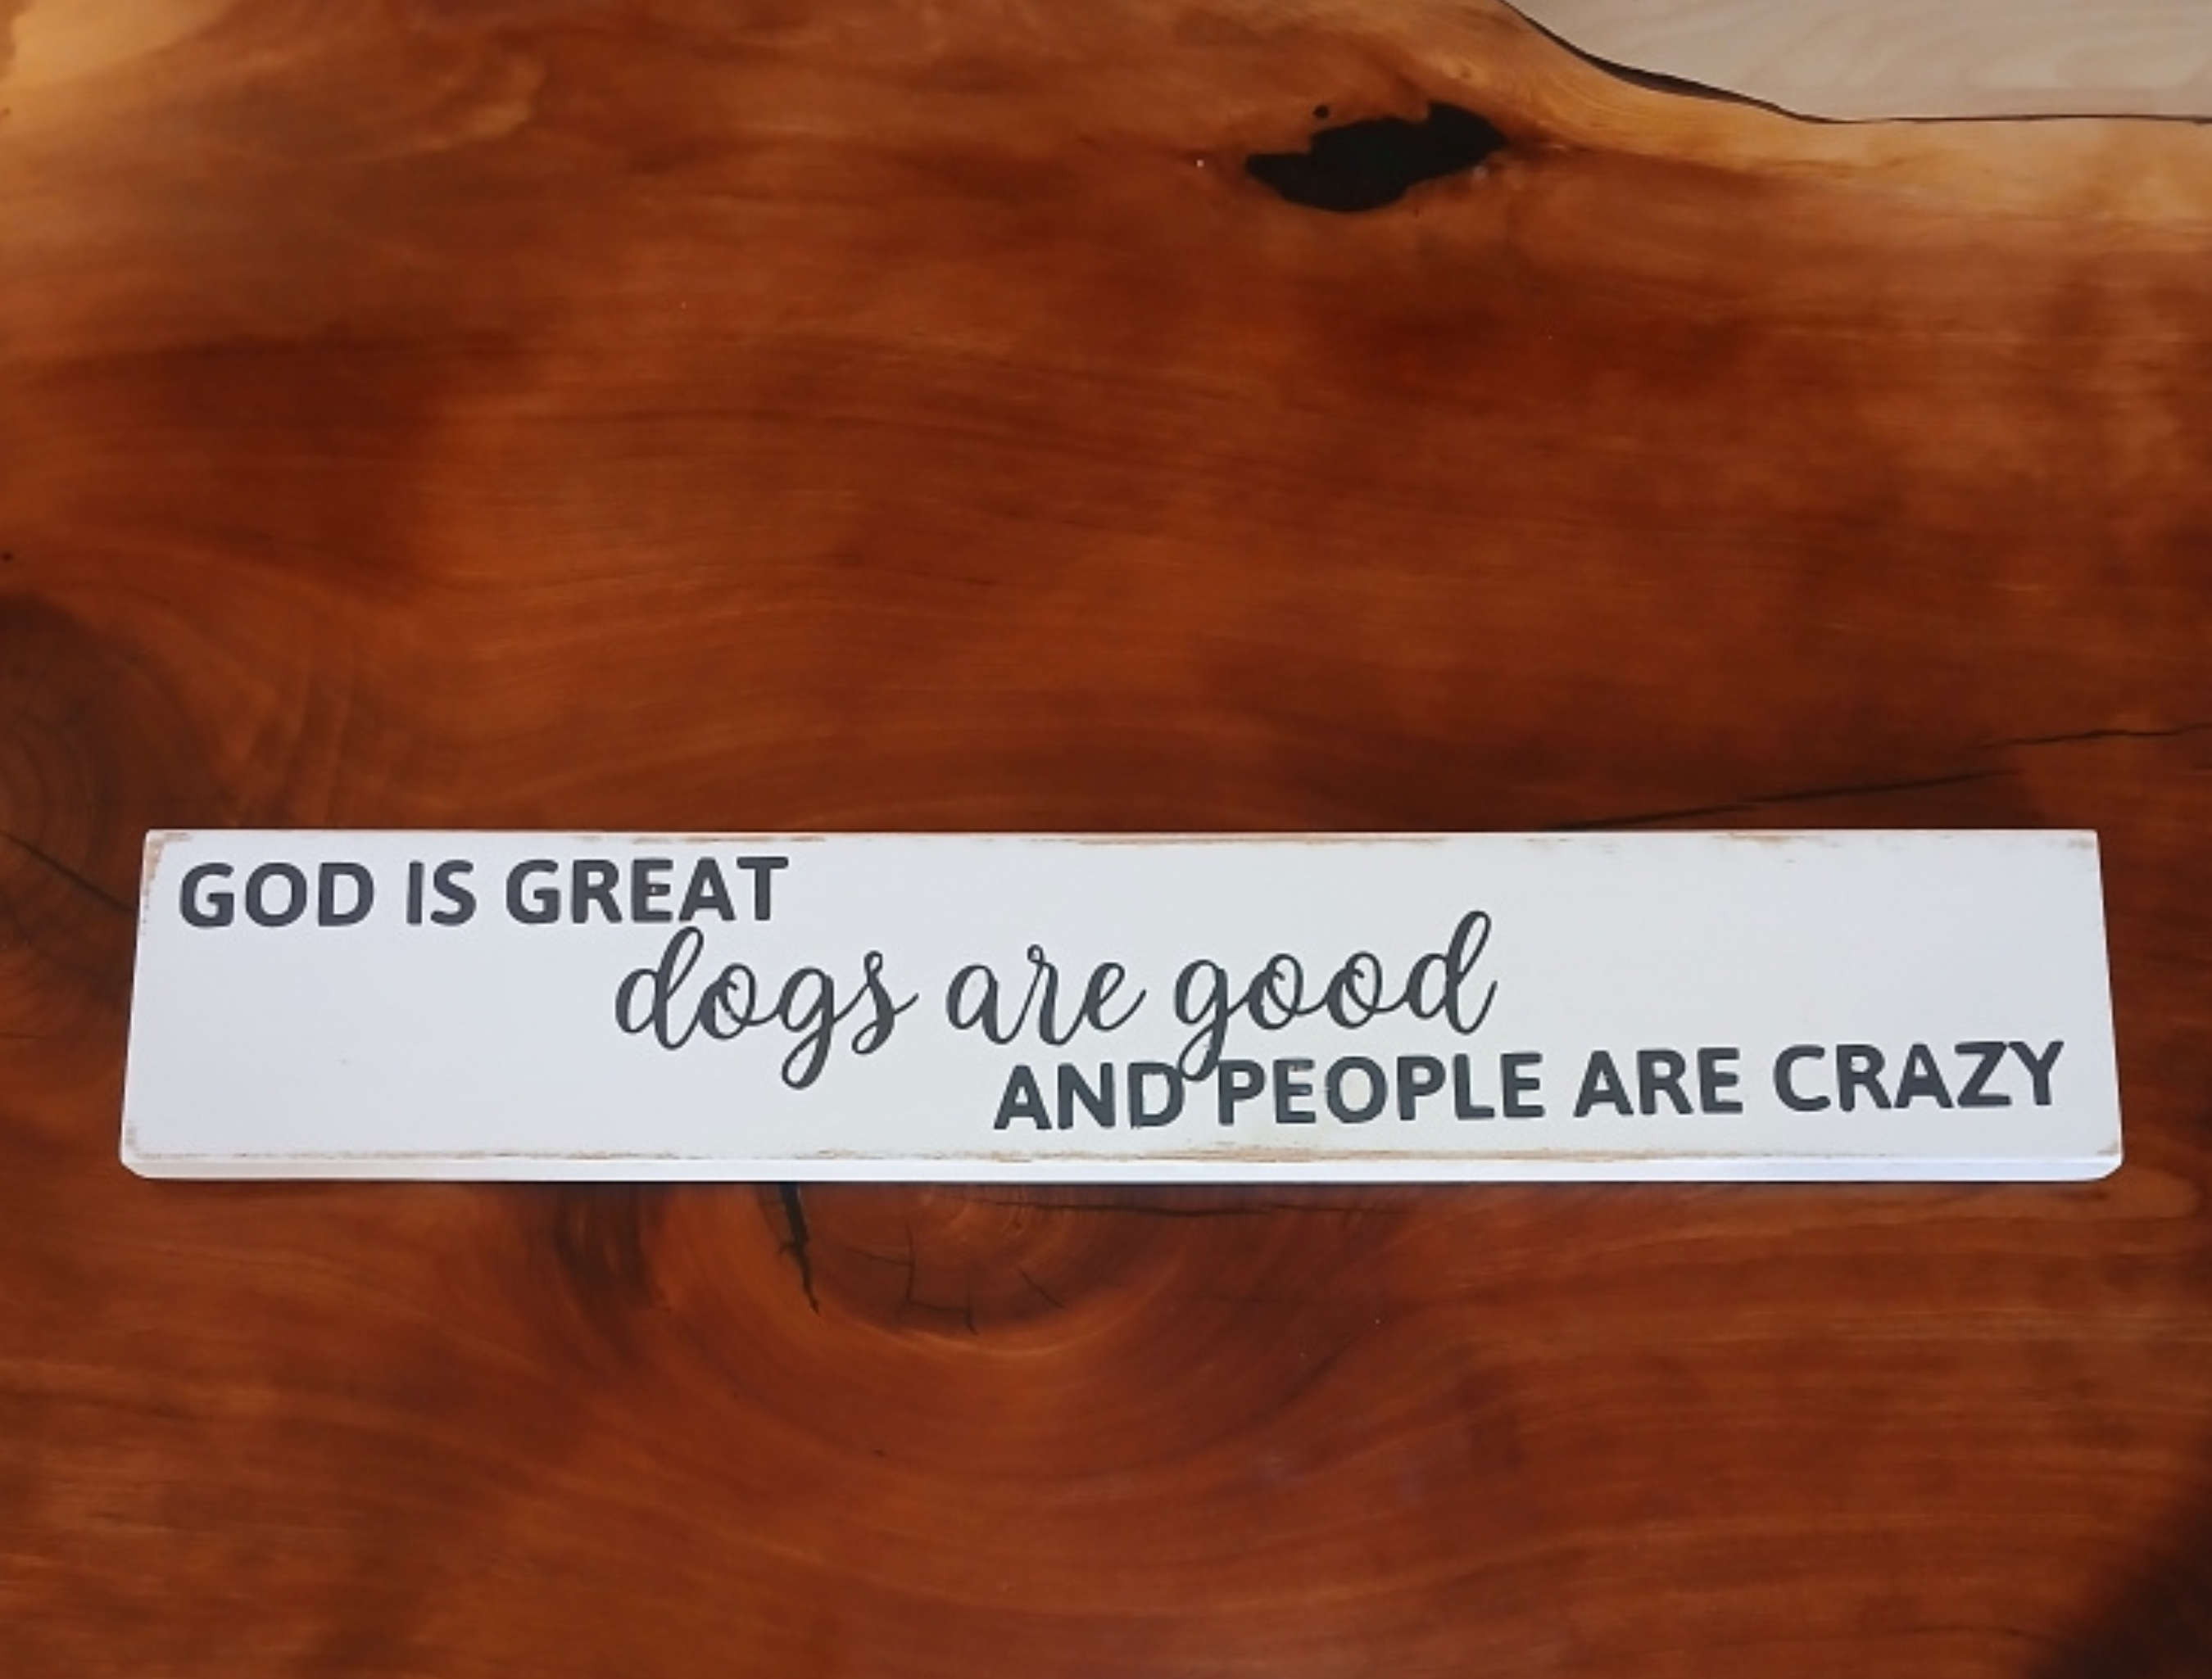 GOD IS GREAT
dogs are good
AND PEOPLE ARE CRAZY